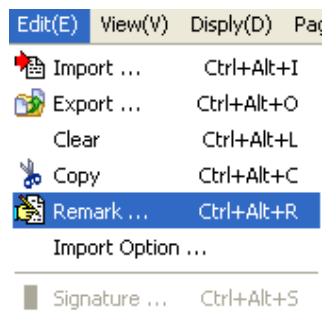 Edit(E) View(V) Disply(D)
Import ... Ctrl+Alt+I
Export ... Ctrl+Alt+O
Clear Ctrl+Alt+L
Copy Ctrl+Alt+C
Remark ... Ctrl+Alt+R
Import Option ...
Signature ... Ctrl+Alt+S